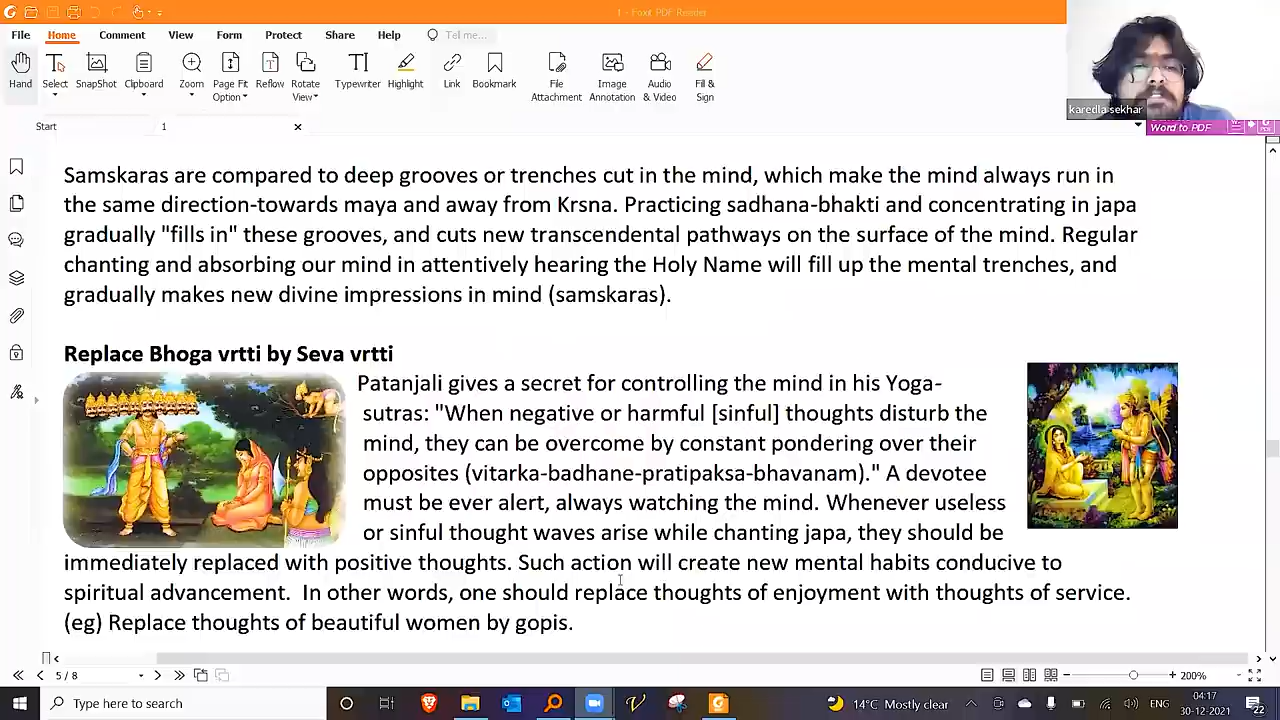 1 - Foxit PDF Reader
File Home Comment View Form Protect Share Help Tell me...
Hand Select SnapShot Clipboard Zoom Page Fit Option Reflow Rotate View Typewriter Highlight Link Bookmark File Attachment Image Annotation Audio & Video Fill & Sign
karedla sekhar
Start 1
Word to PDF
Samskaras are compared to deep grooves or trenches cut in the mind, which make the mind always run in
the same direction-towards maya and away from Krsna. Practicing sadhana-bhakti and concentrating in japa
gradually "fills in" these grooves, and cuts new transcendental pathways on the surface of the mind. Regular
chanting and absorbing our mind in attentively hearing the Holy Name will fill up the mental trenches, and
gradually makes new divine impressions in mind (samskaras).
Replace Bhoga vrtti by Seva vrtti
Patanjali gives a secret for controlling the mind in his Yoga-
sutras: "When negative or harmful [sinful] thoughts disturb the
mind, they can be overcome by constant pondering over their
opposites (vitarka-badhane-pratipaksa-bhavanam)." A devotee
must be ever alert, always watching the mind. Whenever useless
or sinful thought waves arise while chanting japa, they should be
immediately replaced with positive thoughts. Such action will create new mental habits conducive to
spiritual advancement. In other words, one should replace thoughts of enjoyment with thoughts of service.
(eg) Replace thoughts of beautiful women by gopis.
5 / 8
200%
Type here to search
14°C Mostly clear
ENG
04:17
30-12-2021
22